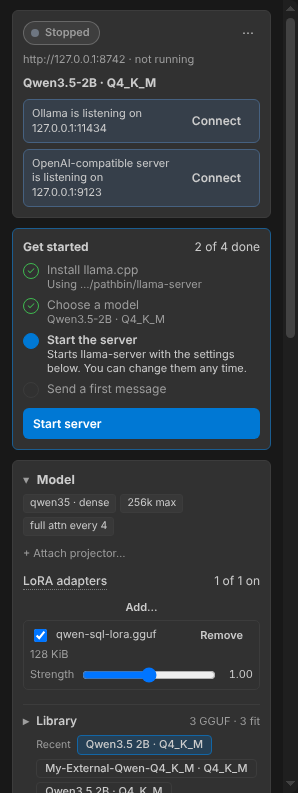 Stopped
...
http://127.0.0.1:8742 · not running
Qwen3.5-2B · Q4_K_M
Ollama is listening on
127.0.0.1:11434
Connect
OpenAI-compatible server
is listening on
127.0.0.1:9123
Connect
Get started
2 of 4 done
Install llama.cpp
Using .../pathbin/llama-server
Choose a model
Qwen3.5-2B · Q4_K_M
Start the server
Starts llama-server with the settings
below. You can change them any time.
Send a first message
Start server
Model
qwen35 · dense
256k max
full attn every 4
+ Attach projector...
LoRA adapters
1 of 1 on
Add...
qwen-sql-lora.gguf
Remove
128 KiB
Strength
1.00
Library
3 GGUF · 3 fit
Recent
Qwen3.5 2B · Q4_K_M
My-External-Qwen-Q4_K_M · Q4_K_M
Qwen3.5 2B · Q4_K_M